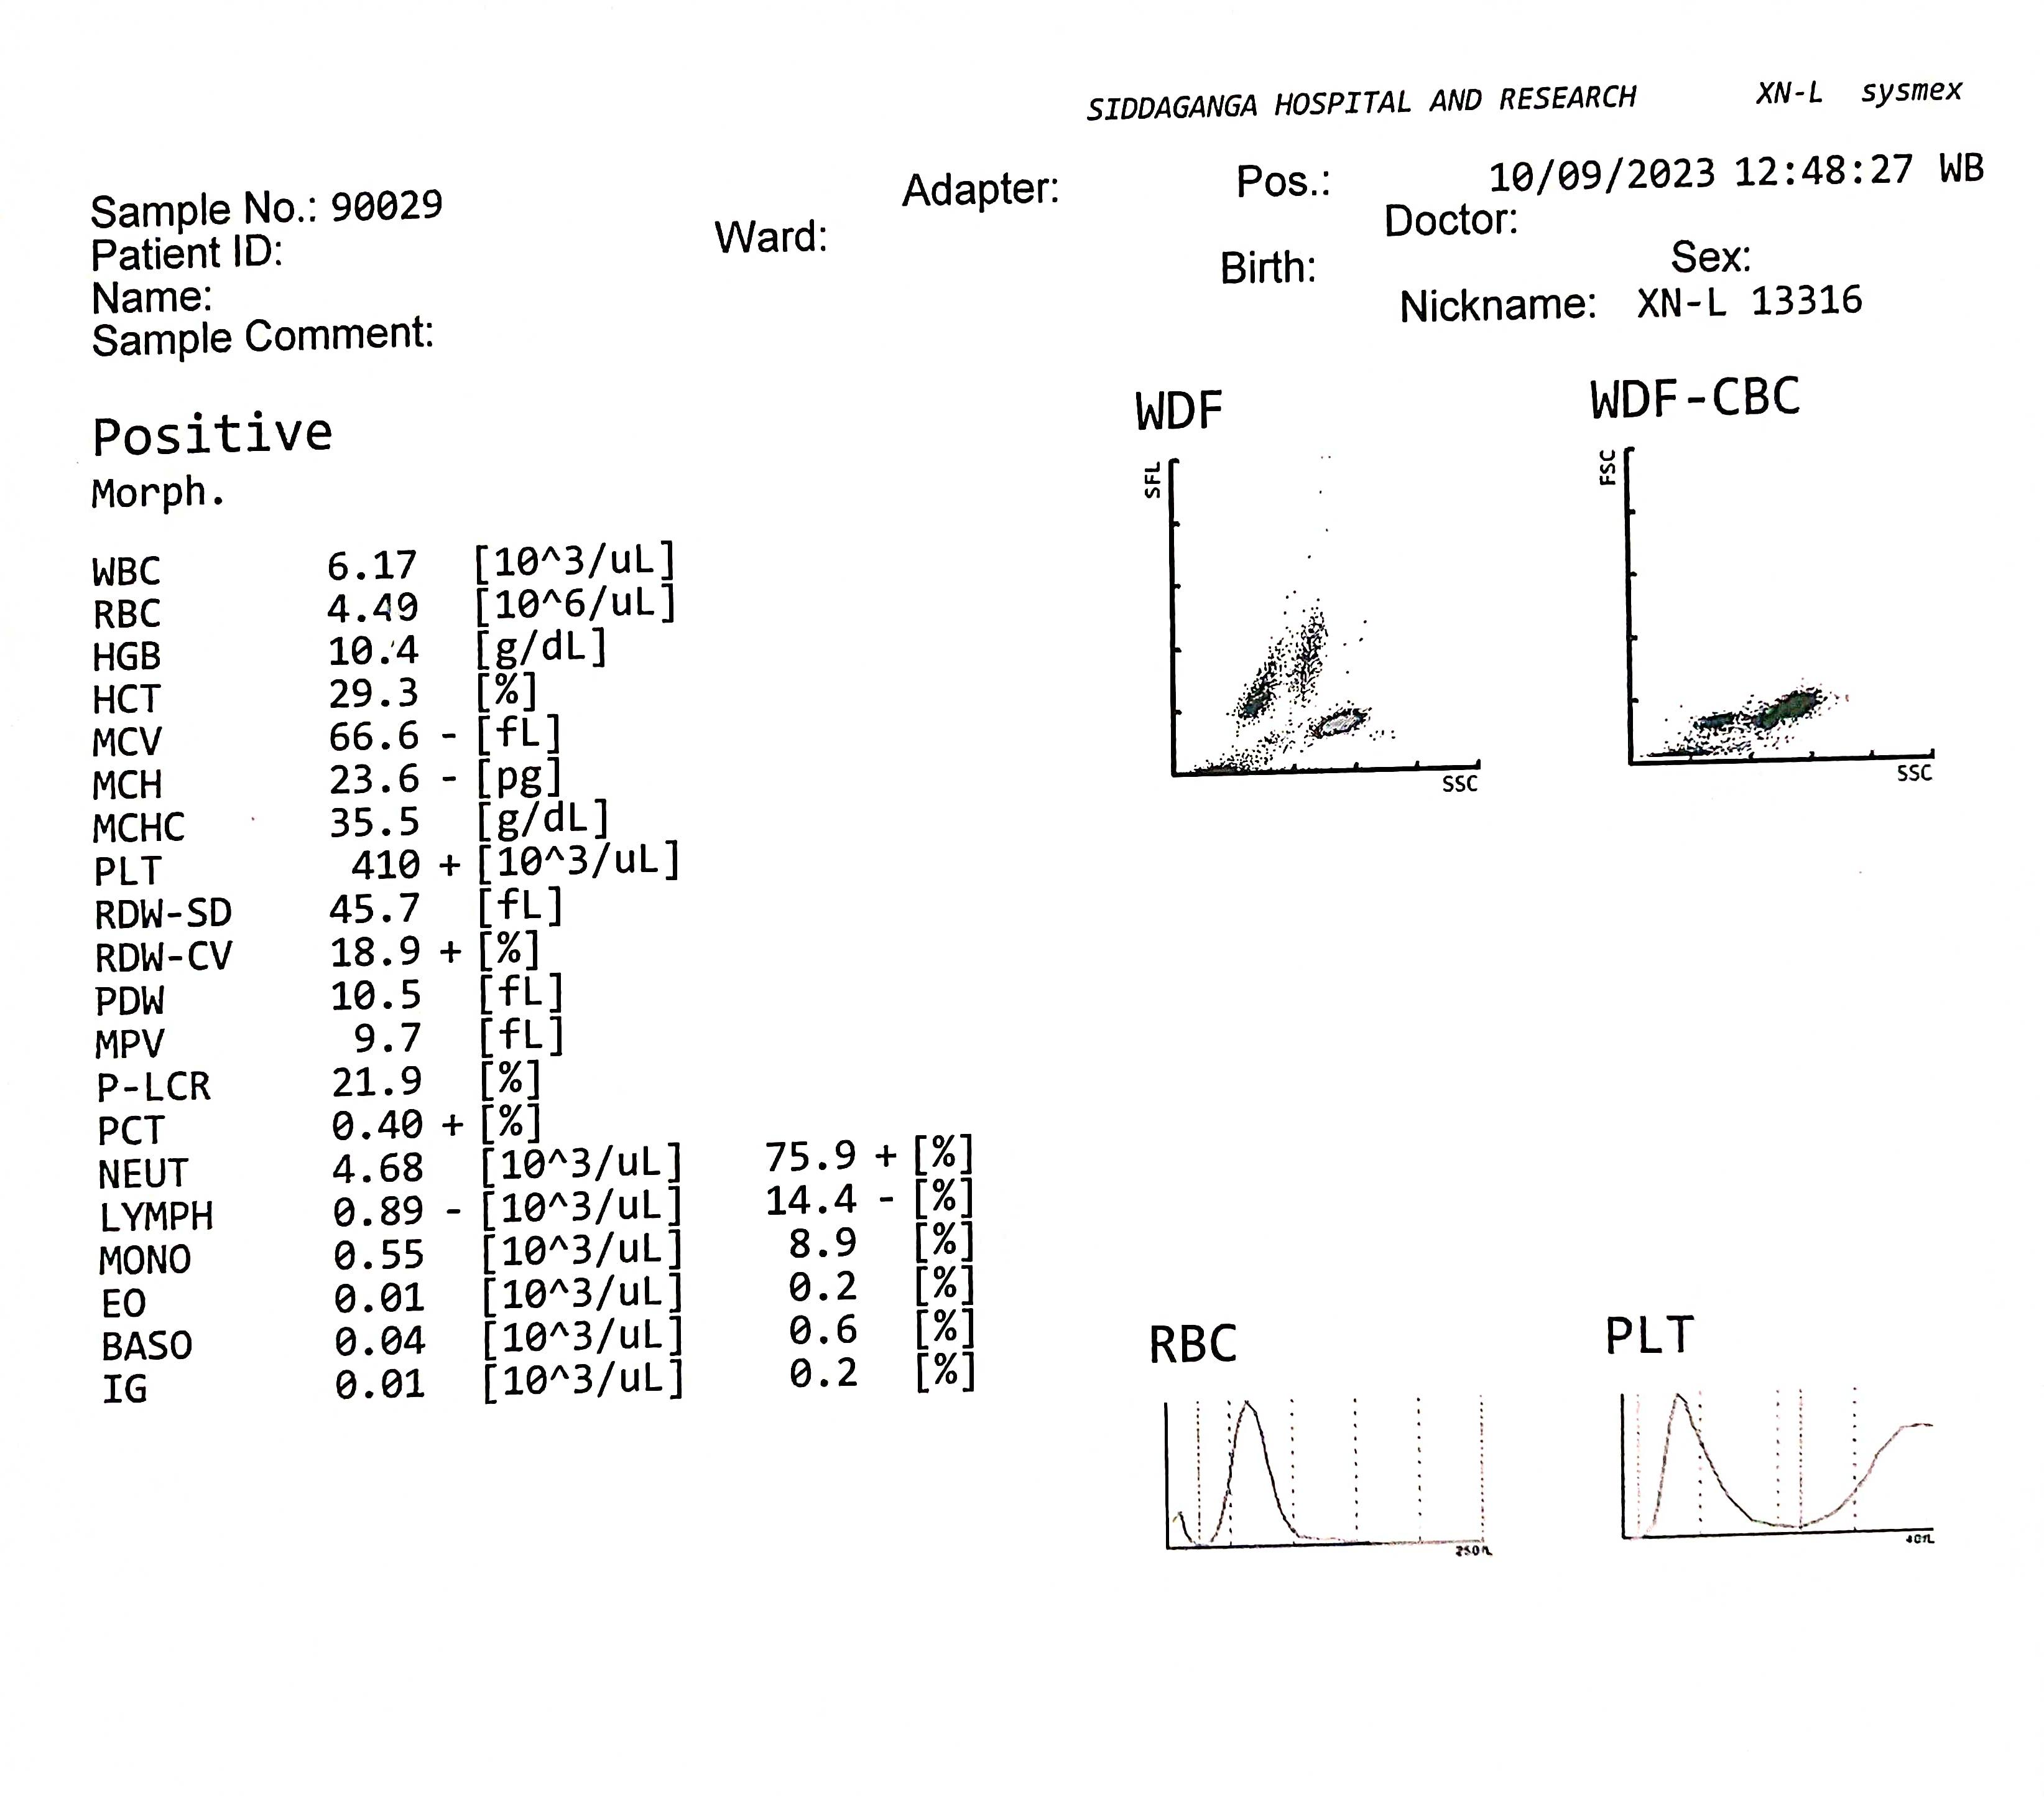 SIDDAGANGA HOSPITAL AND RESEARCH XN-L sysmex
Sample No.: 90029 Adapter: Pos.: 10/09/2023 12:48:27 WB
Patient ID: Ward: Doctor:
Name: Birth: Sex:
Sample Comment: Nickname: XN-L 13316
Positive
Morph.
WBC 6.17 [10^3/uL]
RBC 4.40 [10^6/uL]
HGB 10.4 [g/dL]
HCT 29.3 [%]
MCV 66.6 - [fL]
MCH 23.6 - [pg]
MCHC 35.5 [g/dL]
PLT 410 + [10^3/uL]
RDW-SD 45.7 [fL]
RDW-CV 18.9 + [%]
PDW 10.5 [fL]
MPV 9.7 [fL]
P-LCR 21.9 [%]
PCT 0.40 + [%]
NEUT 4.68 [10^3/uL] 75.9 + [%]
LYMPH 0.89 - [10^3/uL] 14.4 - [%]
MONO 0.55 [10^3/uL] 8.9 [%]
EO 0.01 [10^3/uL] 0.2 [%]
BASO 0.04 [10^3/uL] 0.6 [%]
IG 0.01 [10^3/uL] 0.2 [%]
WDF
SFL
SSC
WDF-CBC
FSC
SSC
RBC
250fL
PLT
40fL